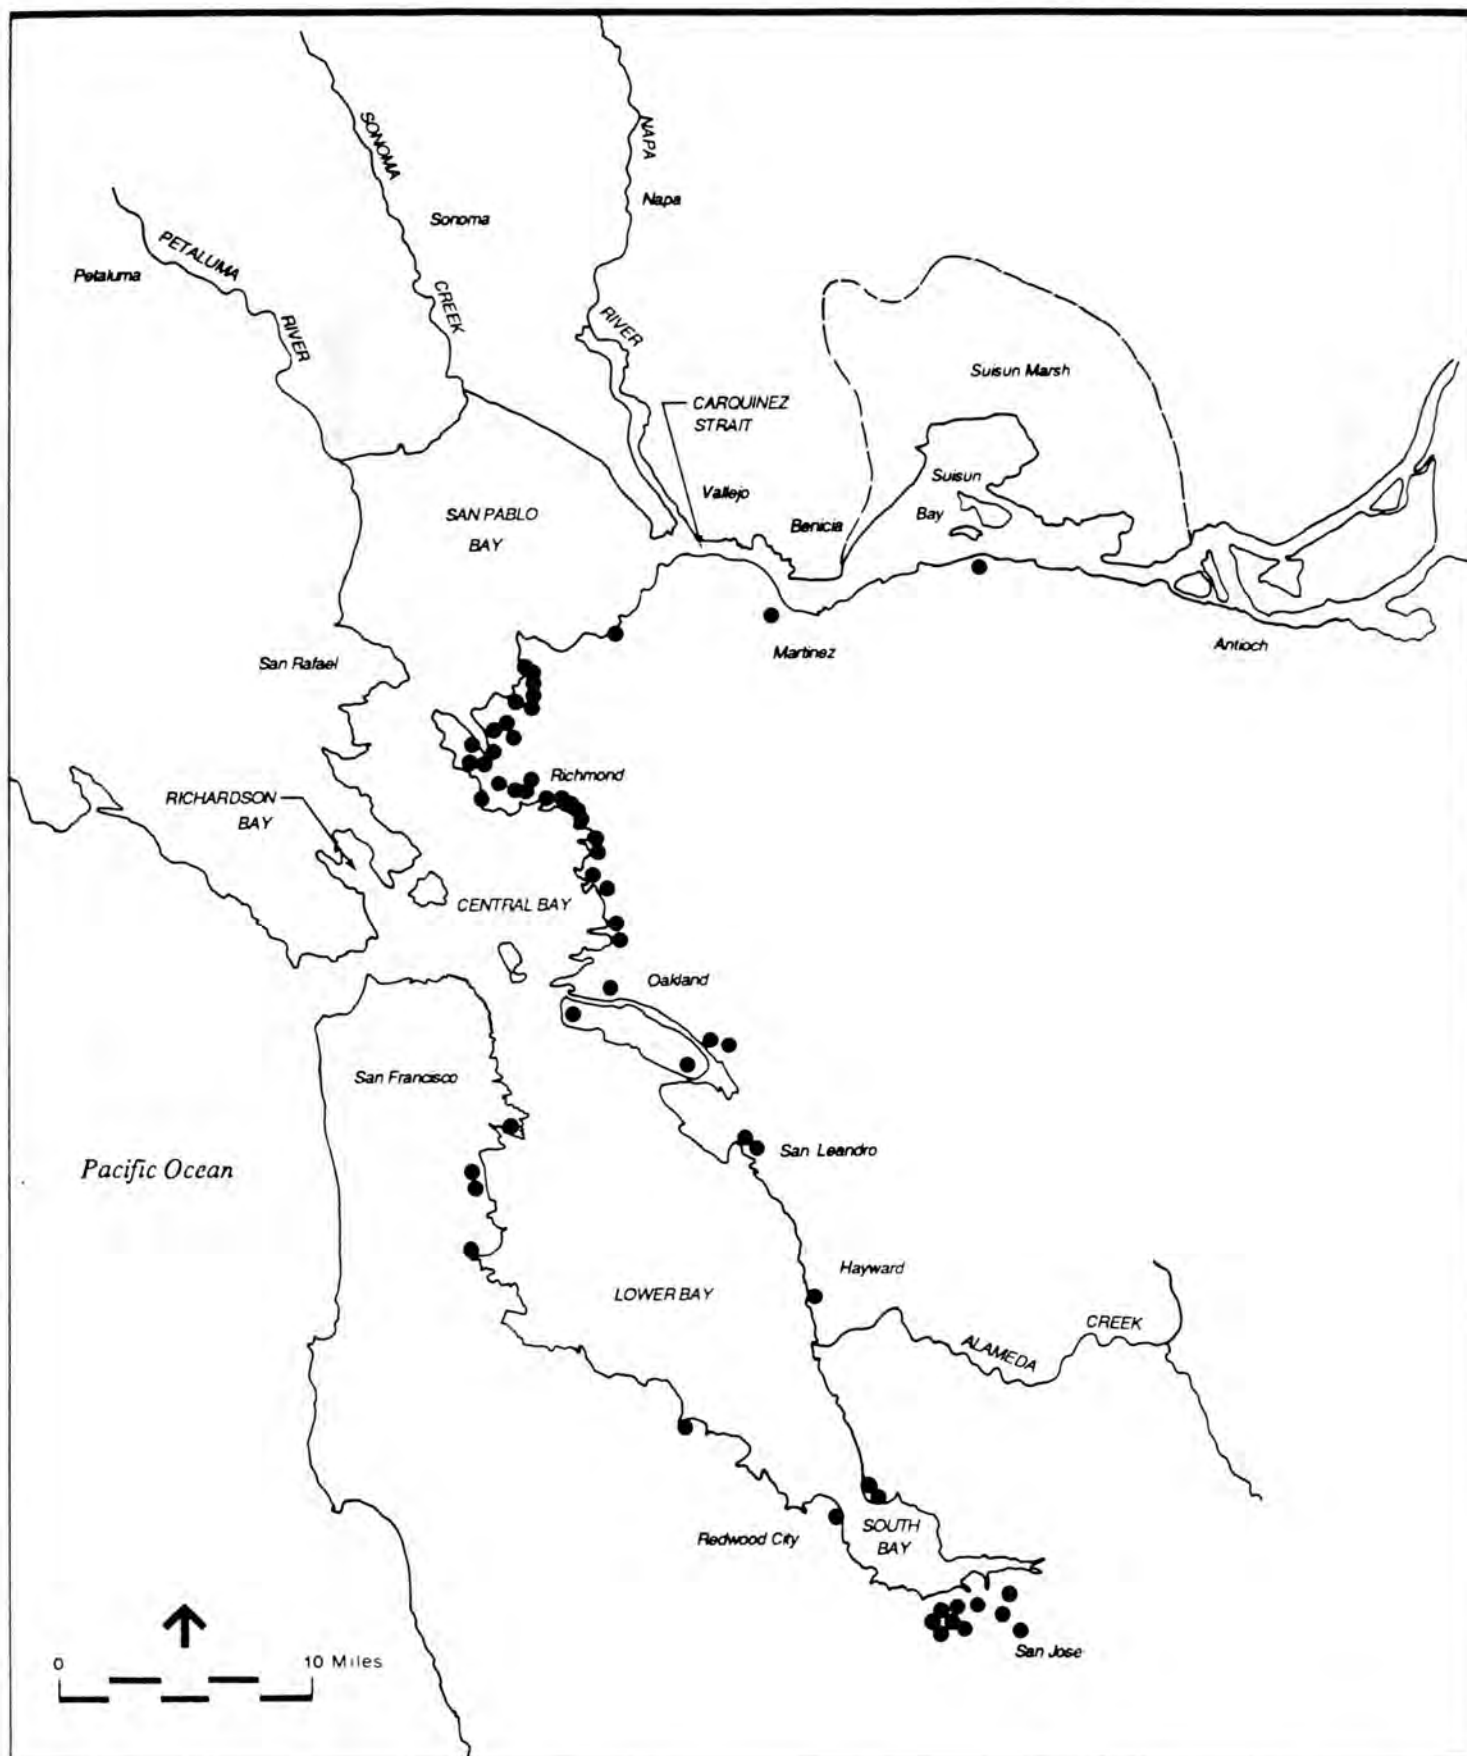 SONOMA
CREEK
NAPA
RIVER
Napa
Sonoma
PETALUMA
RIVER
Petaluma
Suisun Marsh
CARQUINEZ
STRAIT
Suisun
Bay
Vallejo
Benicia
SAN PABLO
BAY
Martinez
Antioch
San Rafael
Richmond
RICHARDSON
BAY
CENTRAL BAY
Oakland
San Francisco
San Leandro
Pacific Ocean
Hayward
LOWER BAY
ALAMEDA
CREEK
Redwood City
SOUTH
BAY
San Jose
0
10 Miles